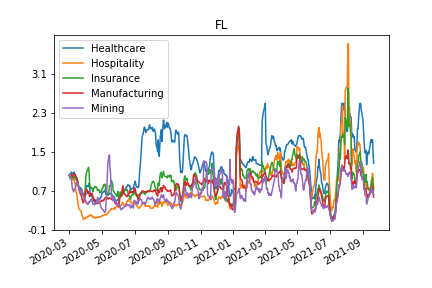 FL
Healthcare
Hospitality
Insurance
Manufacturing
Mining
3.1
2.3
1.5
0.7
-0.1
2020-03
2020-05
2020-07
2020-09
2020-11
2021-01
2021-03
2021-05
2021-07
2021-09